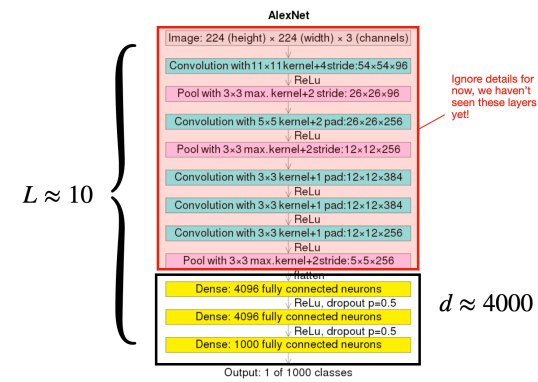 AlexNet
Image: 224 (height) × 224 (width) × 3 (channels)
Convolution with 11×11 kernel+4stride:54×54×96
ReLu
Pool with 3×3 max. kernel+2 stride: 26×26×96
Convolution with 5×5 kernel+2 pad:26×26×256
ReLu
Pool with 3×3 max.kernel+2stride:12×12×256
Convolution with 3×3 kernel+1 pad:12×12×384
ReLu
Convolution with 3×3 kernel+1 pad:12×12×384
ReLu
Convolution with 3×3 kernel+1 pad:12×12×256
ReLu
Pool with 3×3 max.kernel+2stride:5×5×256
flatten
Dense: 4096 fully connected neurons
ReLu, dropout p=0.5
Dense: 4096 fully connected neurons
ReLu, dropout p=0.5
Dense: 1000 fully connected neurons
Output: 1 of 1000 classes
L ≈ 10
Ignore details for
now, we haven't
seen these layers
yet!
d ≈ 4000